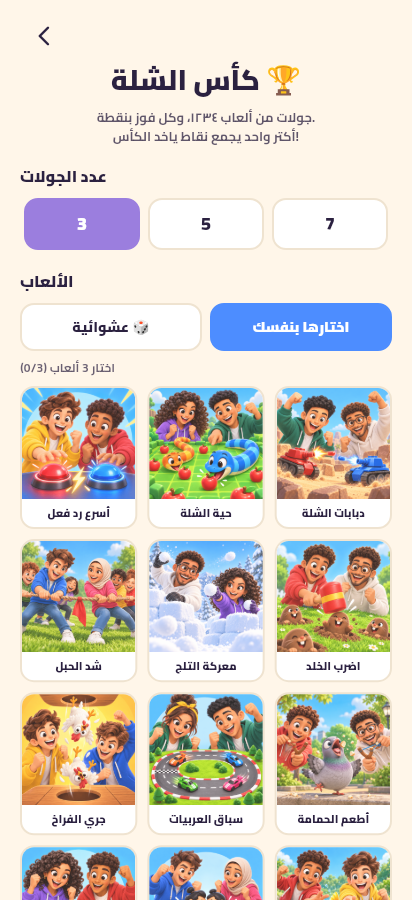 كأس الشلة 🏆
جولات من ألعاب ١٢٣٤، وكل فوز بنقطة.
أكتر واحد يجمع نقاط ياخد الكأس!
عدد الجولات
3
5
7
الألعاب
عشوائية 🎲
اختارها بنفسك
اختار 3 ألعاب (0/3)
أسرع رد فعل
حية الشلة
دبابات الشلة
شد الحبل
معركة التلج
اضرب الخلد
جري الفراخ
سباق العربيات
أطعم الحمامة